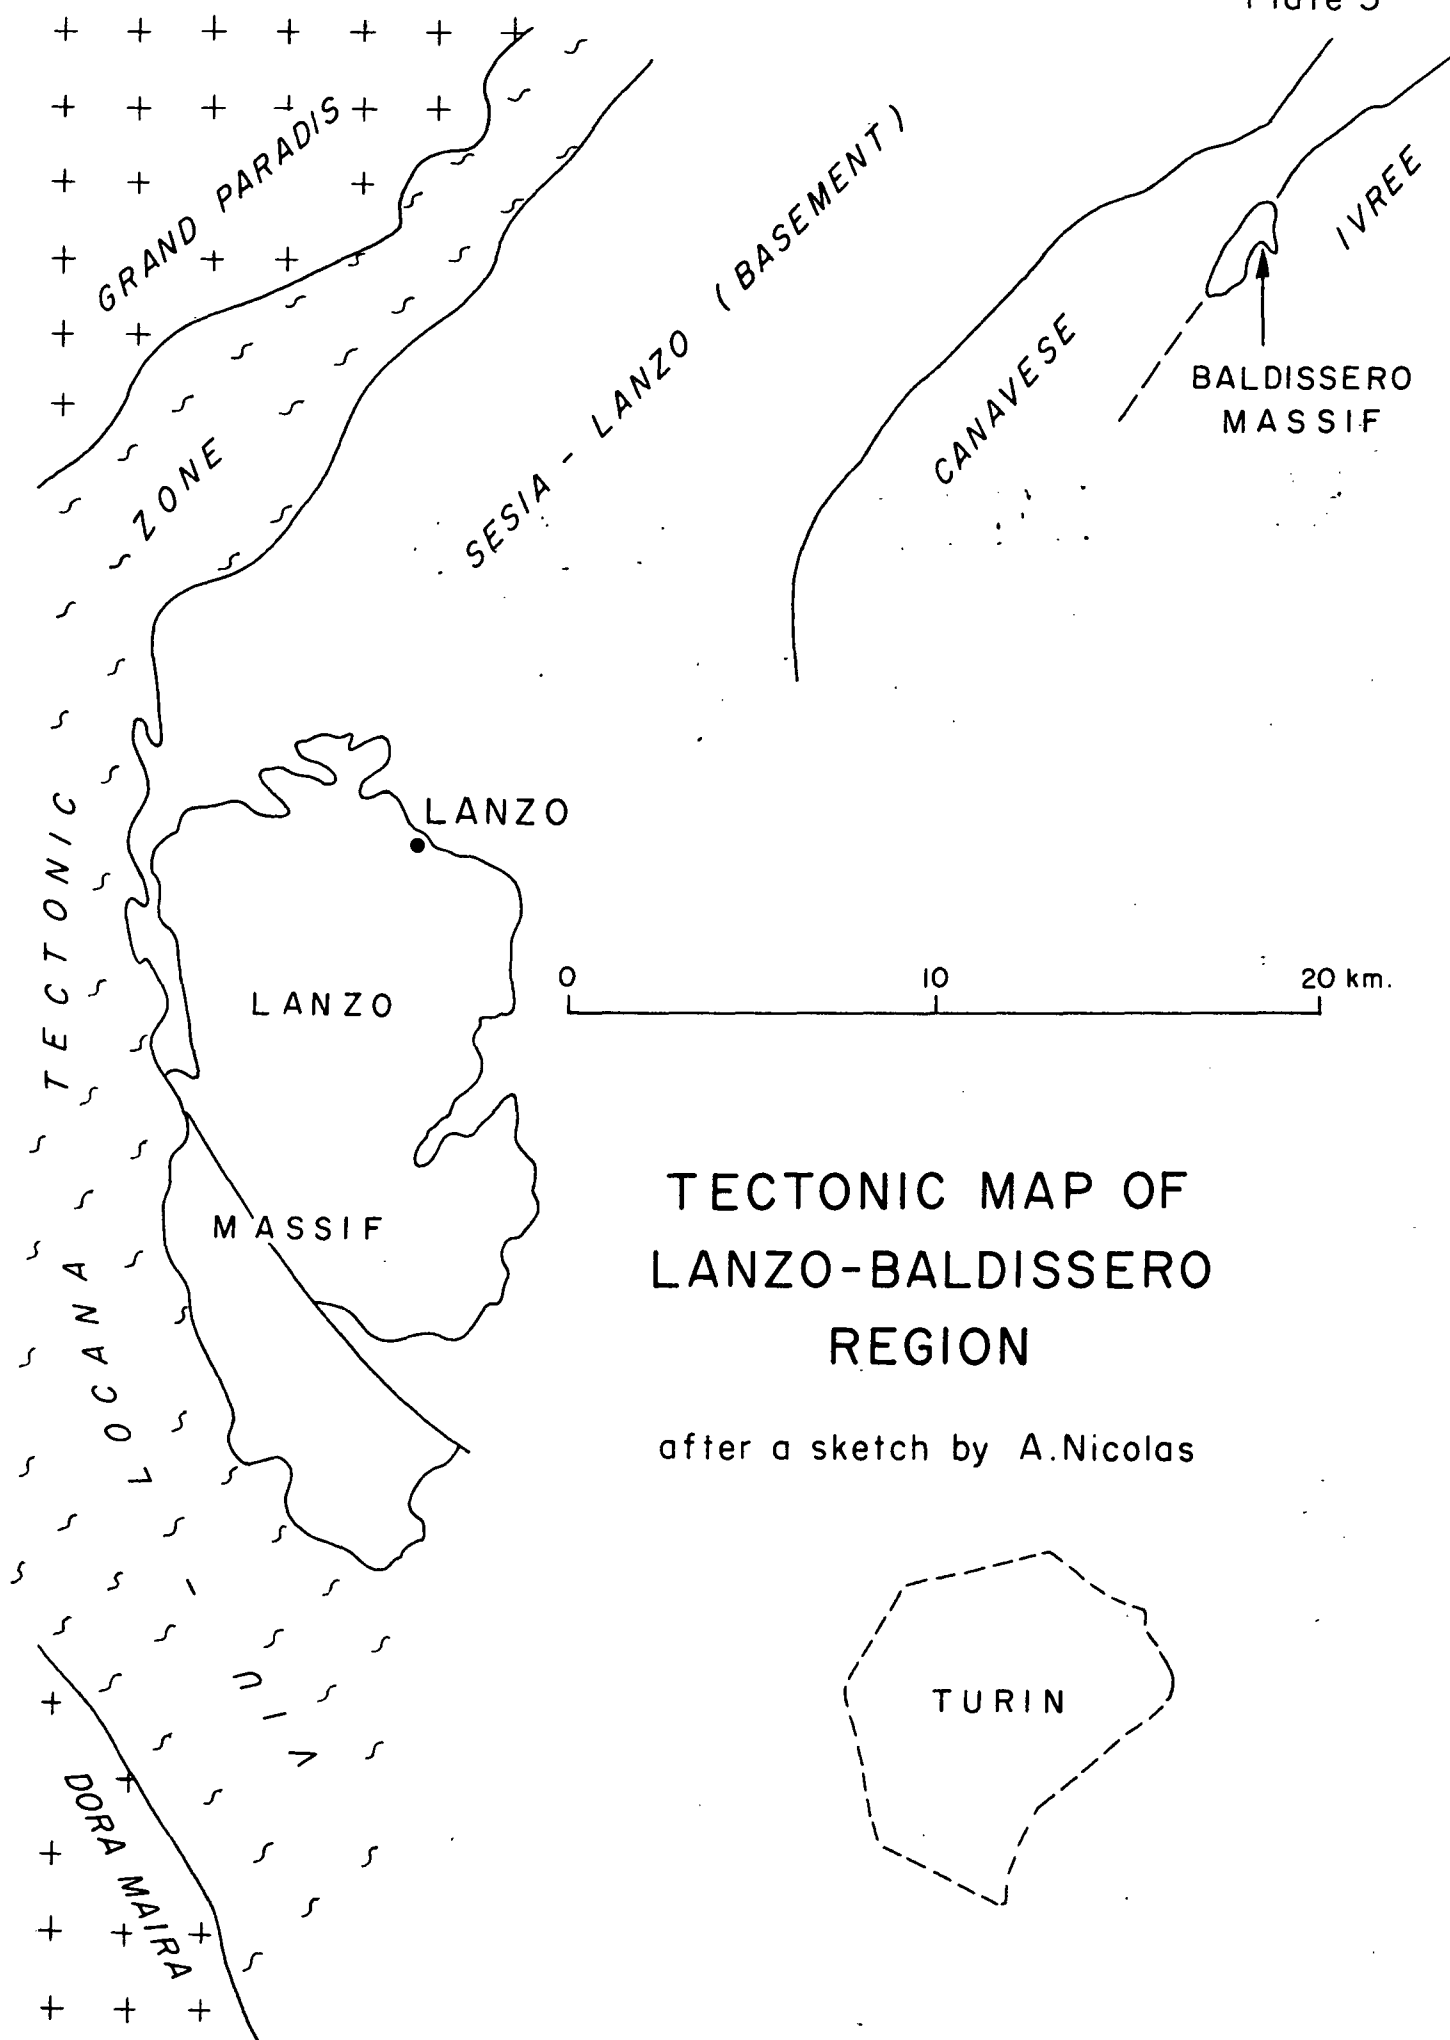 Plate 3
GRAND PARADIS
SESIA - LANZO (BASEMENT)
CANAVESE
IVREE
BALDISSERO
MASSIF
VIU - LOCANA TECTONIC ZONE
LANZO
LANZO
MASSIF
0 10 20 km.
TECTONIC MAP OF
LANZO-BALDISSERO
REGION
after a sketch by A.Nicolas
TURIN
DORA MAIRA